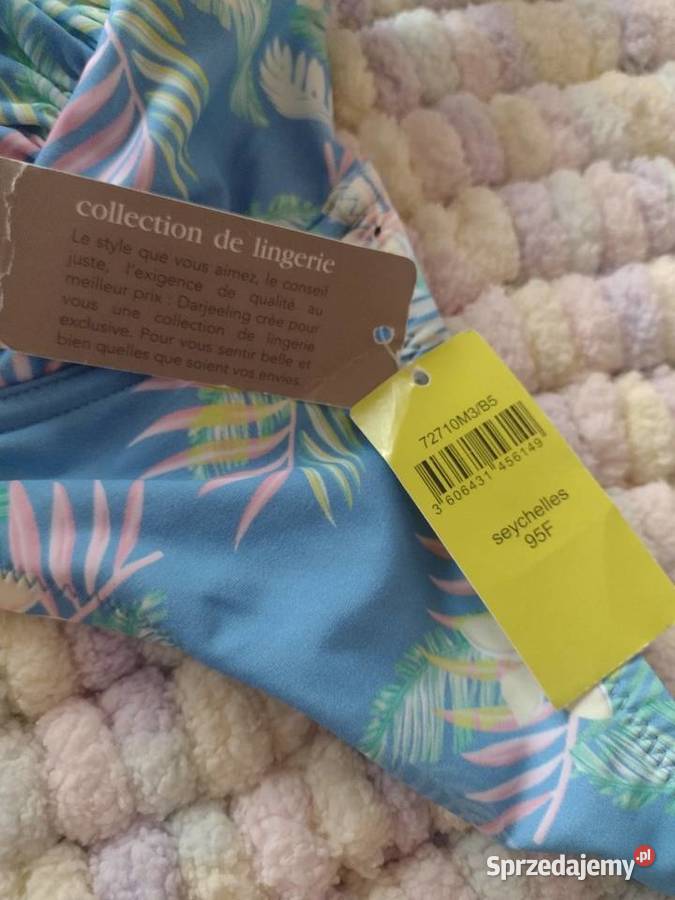 collection de lingerie
Le style que vous aimez, le conseil
juste, l'exigence de qualité au
meilleur prix : Darjeeling crée pour
vous une collection de lingerie
exclusive. Pour vous sentir belle et
bien quelles que soient vos envies.
72710M3/B5
3 606431 456149
seychelles
95F
Sprzedajemy.pl